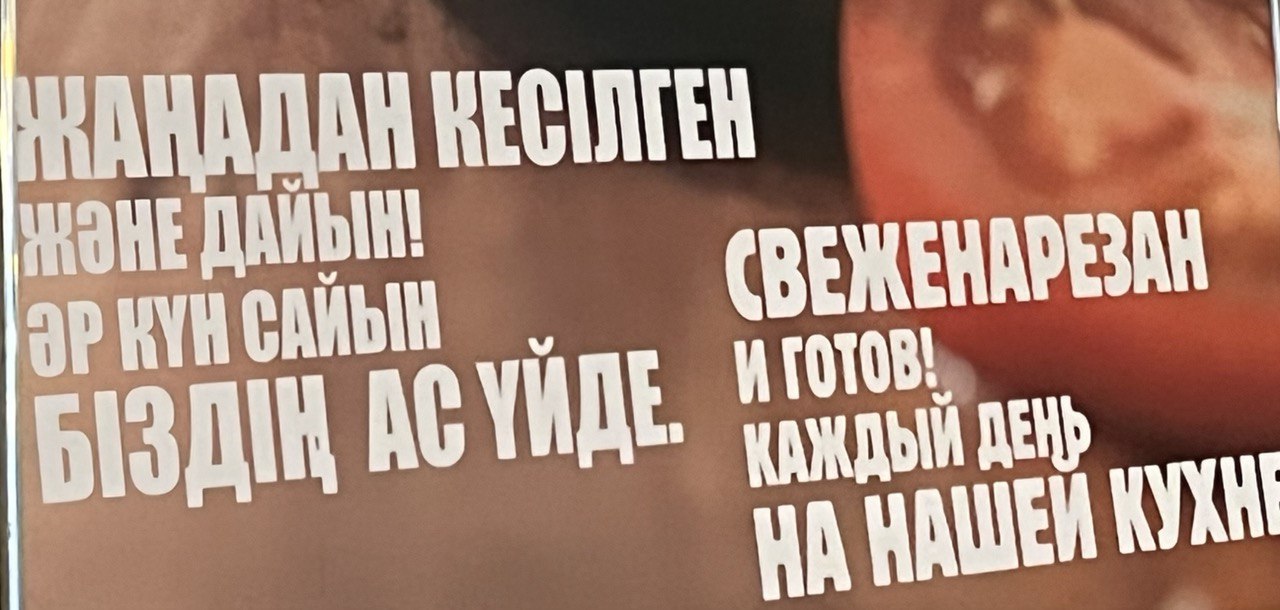 ЖАҢАДАН КЕСІЛГЕН
ЖӘНЕ ДАЙЫН!
ӘР КҮН САЙЫН
БІЗДІҢ АС ҮЙДЕ.
СВЕЖЕНАРЕЗАН
И ГОТОВ!
КАЖДЫЙ ДЕНЬ
НА НАШЕЙ КУХНЕ